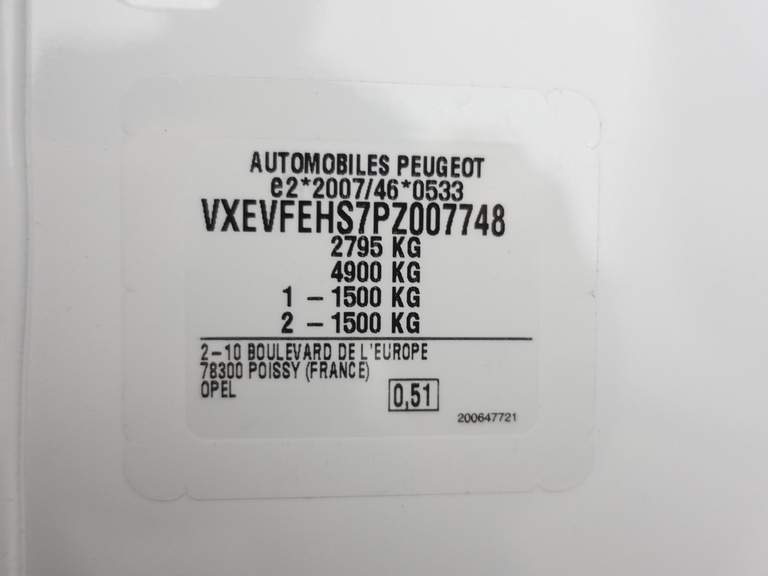 AUTOMOBILES PEUGEOT
e2*2007/46*0533
VXEVFEHS7PZ007748
2795 KG
4900 KG
1 - 1500 KG
2 - 1500 KG
2-10 BOULEVARD DE L'EUROPE
78300 POISSY (FRANCE)
OPEL
0,51
200647721